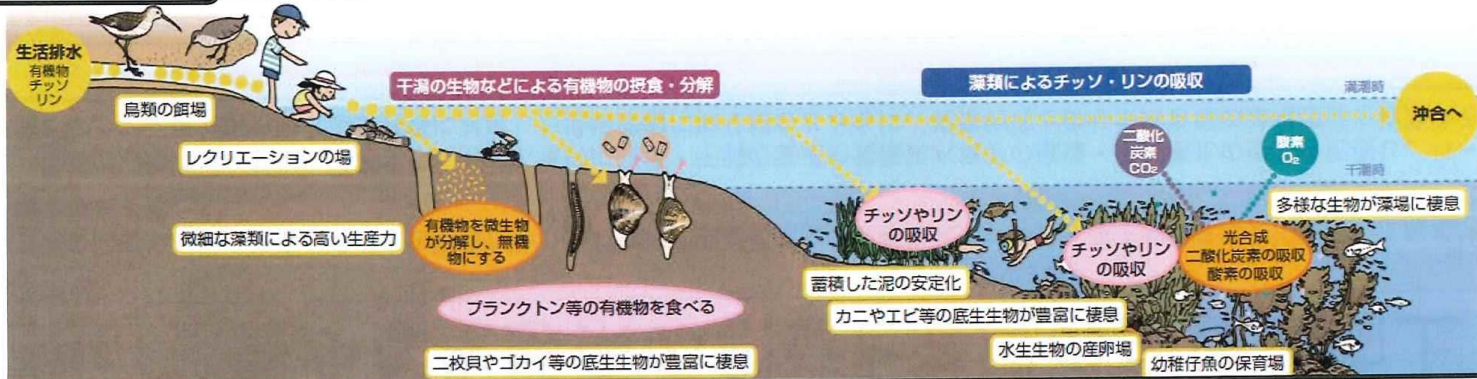 生活排水
有機物
チッソ
リン
鳥類の餌場
レクリエーションの場
干潟の生物などによる有機物の摂食・分解
藻類によるチッソ・リンの吸収
満潮時
沖合へ
二酸化
炭素
CO₂
酸素
O₂
干潮時
多様な生物が藻場に棲息
微細な藻類による高い生産力
有機物を微生物
が分解し、無機
物にする
チッソやリン
の吸収
チッソやリン
の吸収
光合成
二酸化炭素の吸収
酸素の吸収
蓄積した泥の安定化
プランクトン等の有機物を食べる
カニやエビ等の底生生物が豊富に棲息
水生生物の産卵場
二枚貝やゴカイ等の底生生物が豊富に棲息
幼稚仔魚の保育場